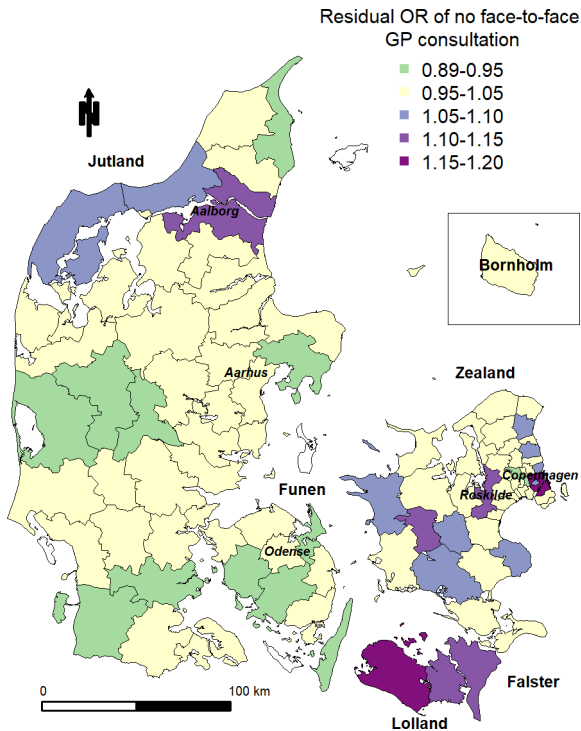 Residual OR of no face-to-face
GP consultation
0.89-0.95
0.95-1.05
1.05-1.10
1.10-1.15
1.15-1.20
N
Jutland
Aalborg
Bornholm
Aarhus
Zealand
Copenhagen
Roskilde
Funen
Odense
Falster
Lolland
0 100 km